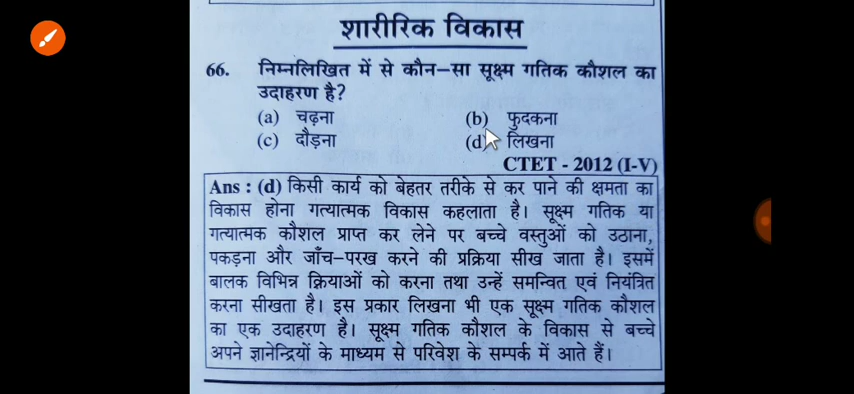 शारीरिक विकास
66. निम्नलिखित में से कौन–सा सूक्ष्म गतिक कौशल का
उदाहरण है?
(a) चढ़ना (b) फुदकना
(c) दौड़ना (d) लिखना
CTET - 2012 (I-V)
Ans : (d) किसी कार्य को बेहतर तरीके से कर पाने की क्षमता का
विकास होना गत्यात्मक विकास कहलाता है। सूक्ष्म गतिक या
गत्यात्मक कौशल प्राप्त कर लेने पर बच्चे वस्तुओं को उठाना,
पकड़ना और जाँच–परख करने की प्रक्रिया सीख जाता है। इसमें
बालक विभिन्न क्रियाओं को करना तथा उन्हें समन्वित एवं नियंत्रित
करना सीखता है। इस प्रकार लिखना भी एक सूक्ष्म गतिक कौशल
का एक उदाहरण है। सूक्ष्म गतिक कौशल के विकास से बच्चे
अपने ज्ञानेन्द्रियों के माध्यम से परिवेश के सम्पर्क में आते हैं।